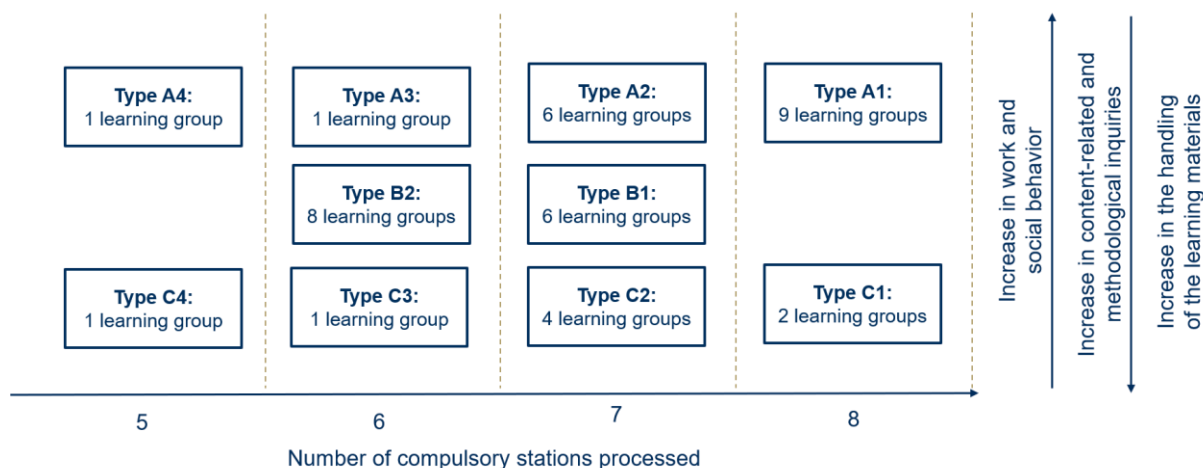 Type A4:
1 learning group
Type A3:
1 learning group
Type A2:
6 learning groups
Type A1:
9 learning groups
Type B2:
8 learning groups
Type B1:
6 learning groups
Type C4:
1 learning group
Type C3:
1 learning group
Type C2:
4 learning groups
Type C1:
2 learning groups
5
6
7
8
Number of compulsory stations processed
Increase in work and
social behavior
Increase in content-related and
methodological inquiries
Increase in the handling
of the learning materials